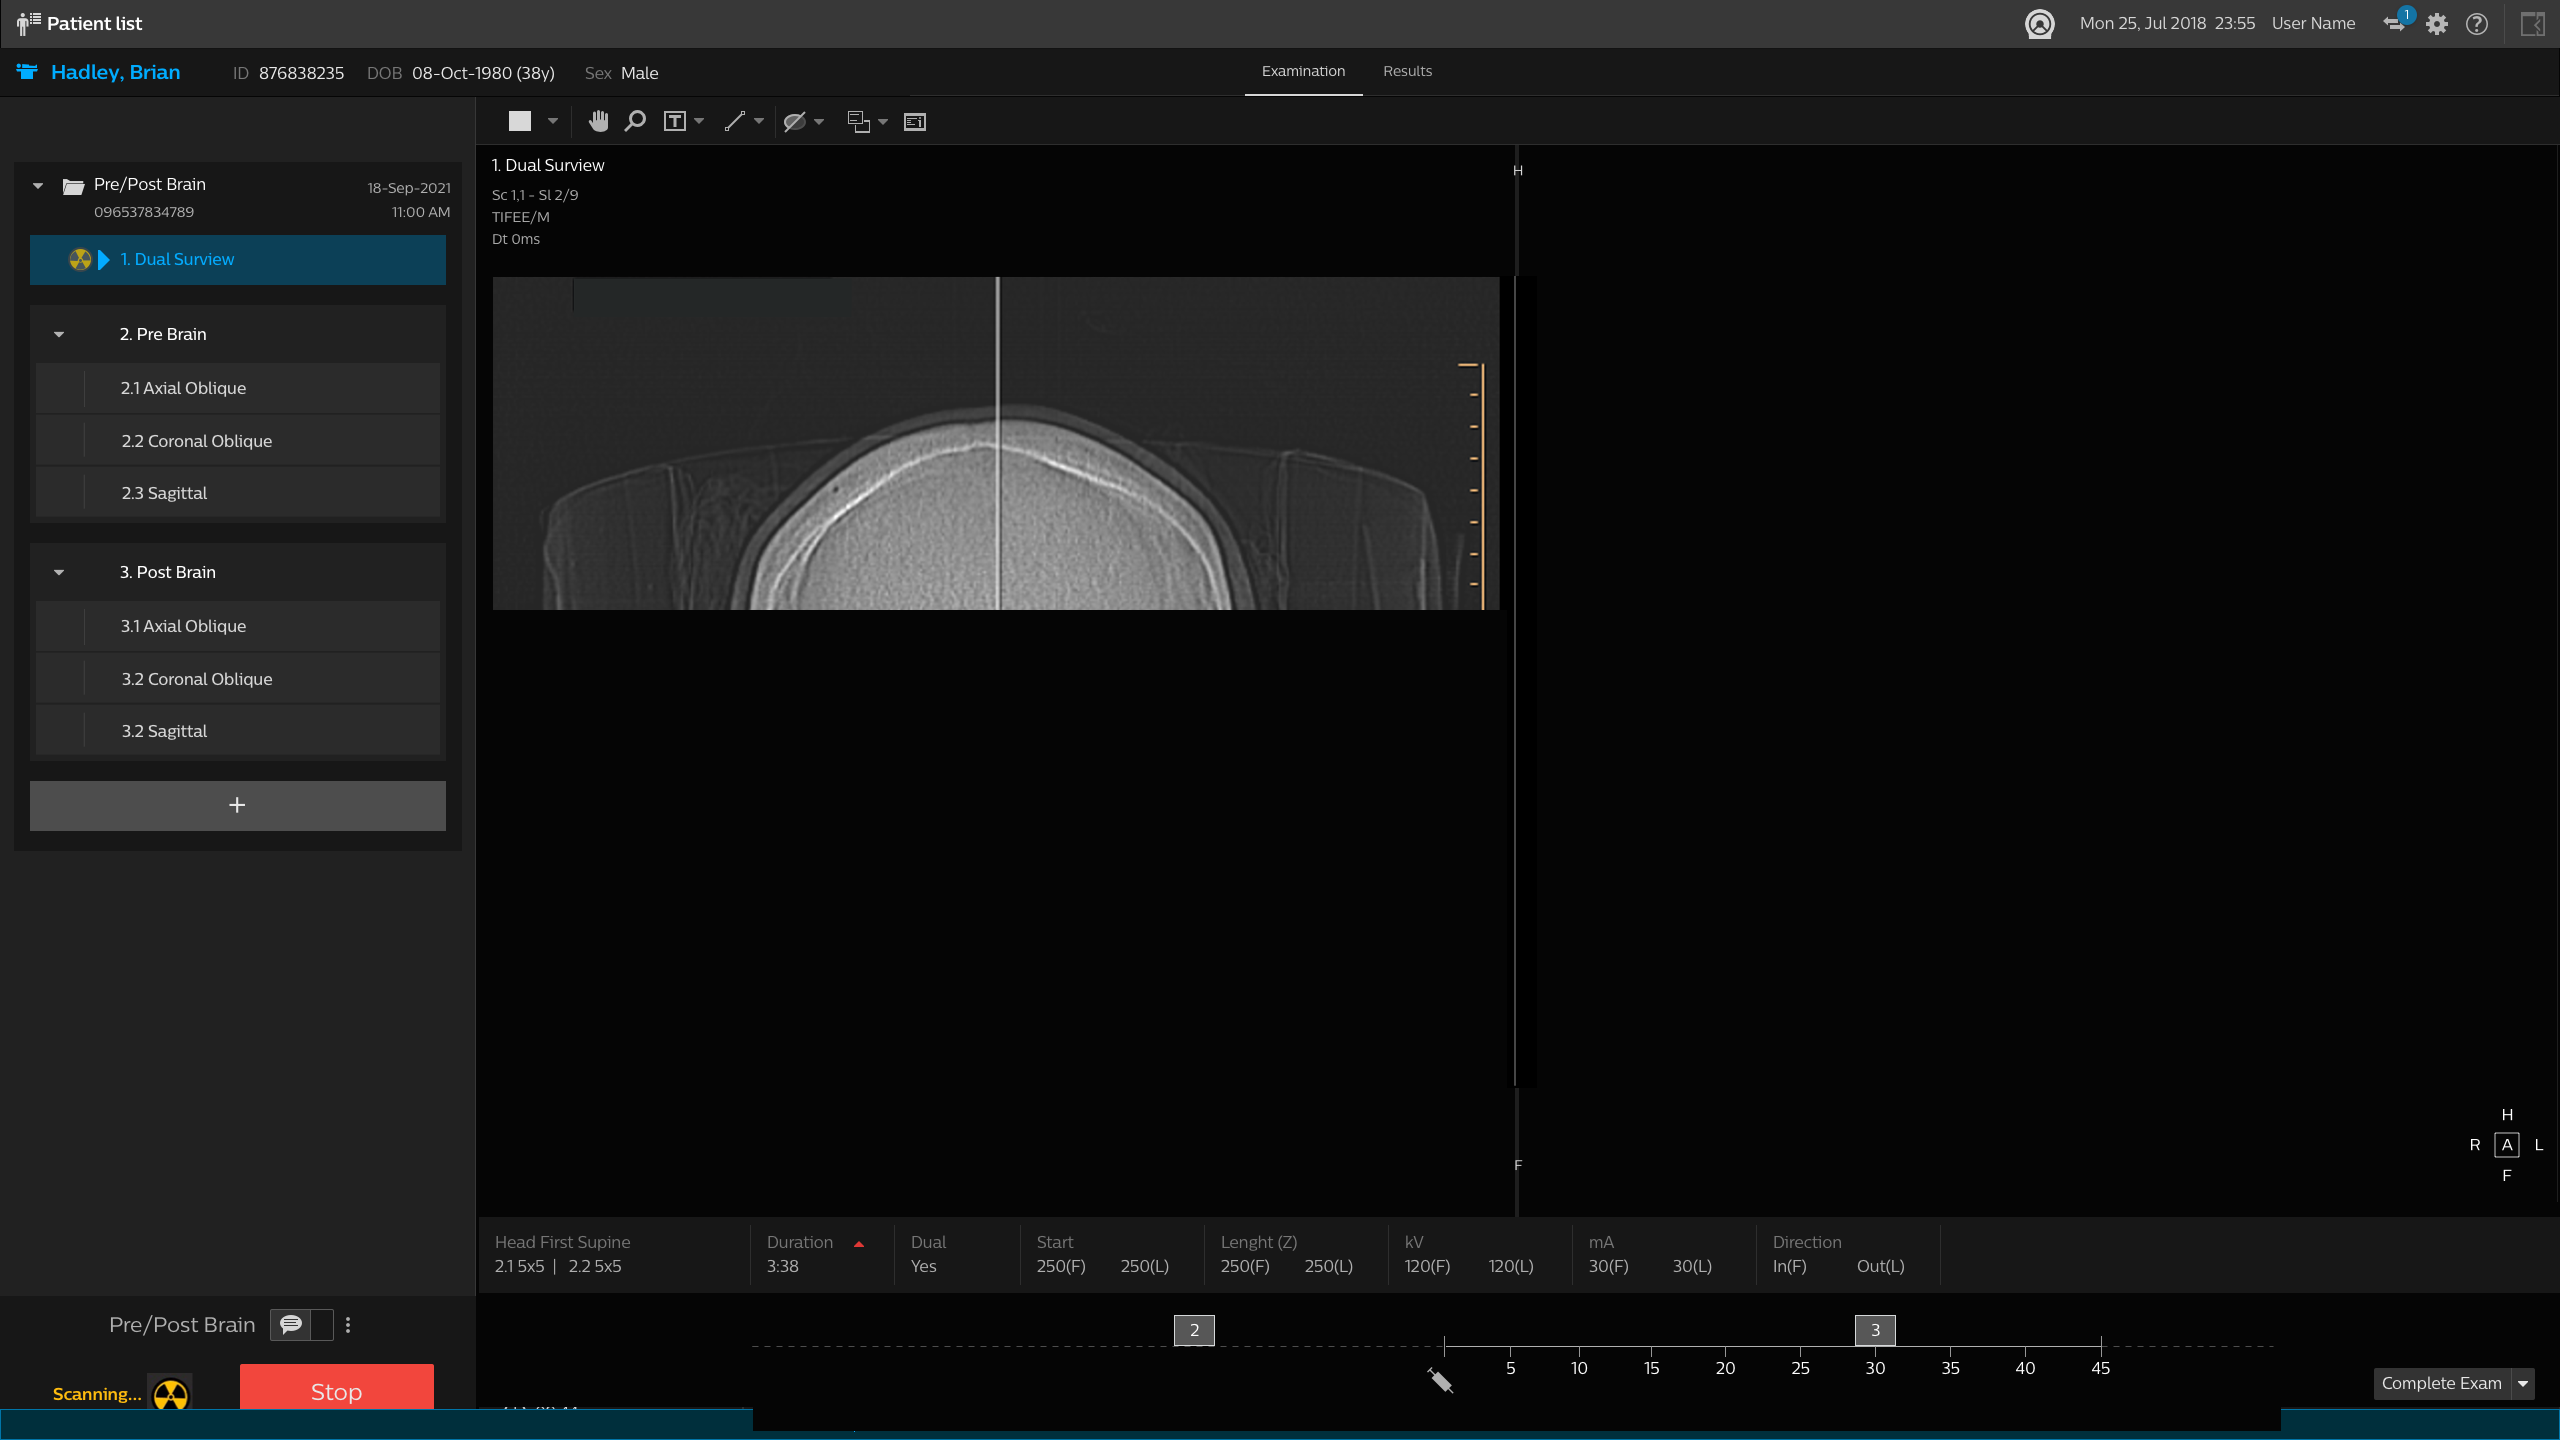 Patient list
Mon 25, Jul 2018 23:55 User Name 1
Hadley, Brian ID 876838235 DOB 08-Oct-1980 (38y) Sex Male
Examination Results
Pre/Post Brain 18-Sep-2021
096537834789 11:00 AM
1. Dual Surview
2. Pre Brain
2.1 Axial Oblique
2.2 Coronal Oblique
2.3 Sagittal
3. Post Brain
3.1 Axial Oblique
3.2 Coronal Oblique
3.2 Sagittal
+
T
1. Dual Surview
Sc 1,1 - Sl 2/9
TIFEE/M
Dt 0ms
H
F
H
R A L
F
Head First Supine Duration Dual Start Lenght (Z) kV mA Direction
2.1 5x5 | 2.2 5x5 3:38 Yes 250(F) 250(L) 250(F) 250(L) 120(F) 120(L) 30(F) 30(L) In(F) Out(L)
Pre/Post Brain
Scanning... Stop
2 3
5 10 15 20 25 30 35 40 45
Complete Exam